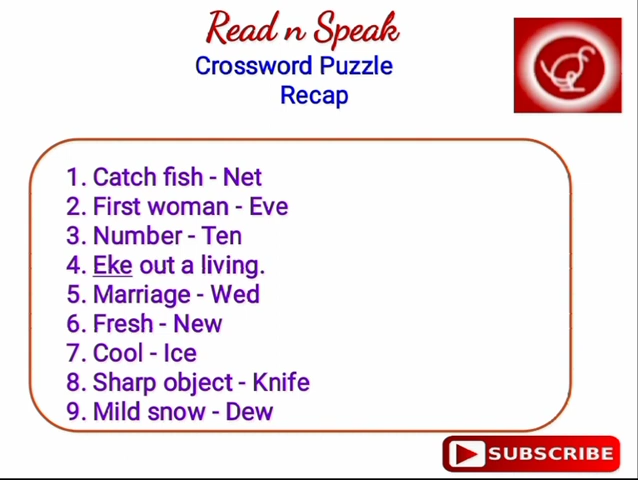 Read n Speak
Crossword Puzzle
Recap
1. Catch fish - Net
2. First woman - Eve
3. Number - Ten
4. Eke out a living.
5. Marriage - Wed
6. Fresh - New
7. Cool - Ice
8. Sharp object - Knife
9. Mild snow - Dew
SUBSCRIBE